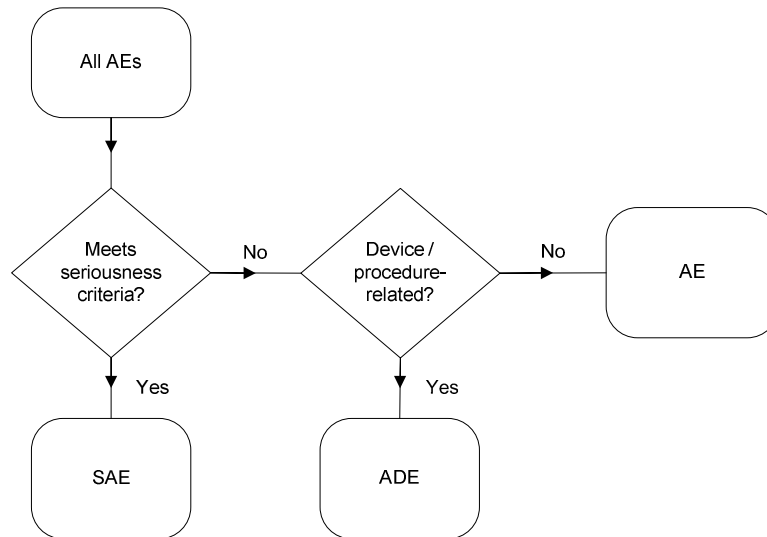 All AEs
Meets
seriousness
criteria?
No
Device /
procedure-
related?
No
AE
Yes
Yes
SAE
ADE